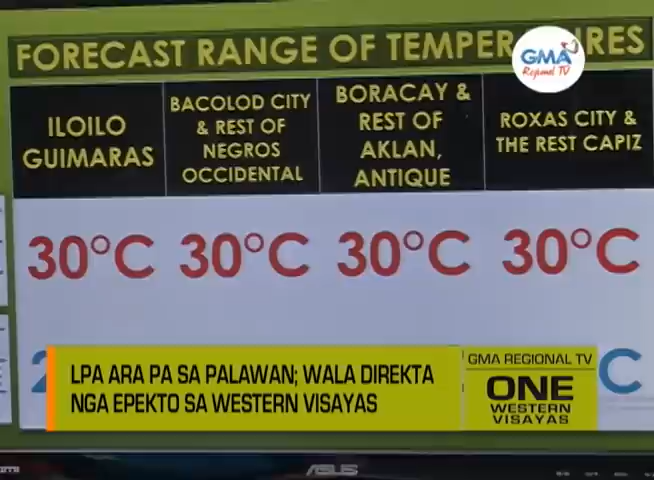 FORECAST RANGE OF TEMPER RES
GMA
Regional TV
ILOILO
GUIMARAS
BACOLOD CITY
& REST OF
NEGROS
OCCIDENTAL
BORACAY &
REST OF
AKLAN,
ANTIQUE
ROXAS CITY &
THE REST CAPIZ
30°C 30°C 30°C 30°C
2 °C
LPA ARA PA SA PALAWAN; WALA DIREKTA
NGA EPEKTO SA WESTERN VISAYAS
GMA REGIONAL TV
ONE
WESTERN
VISAYAS
ASUS